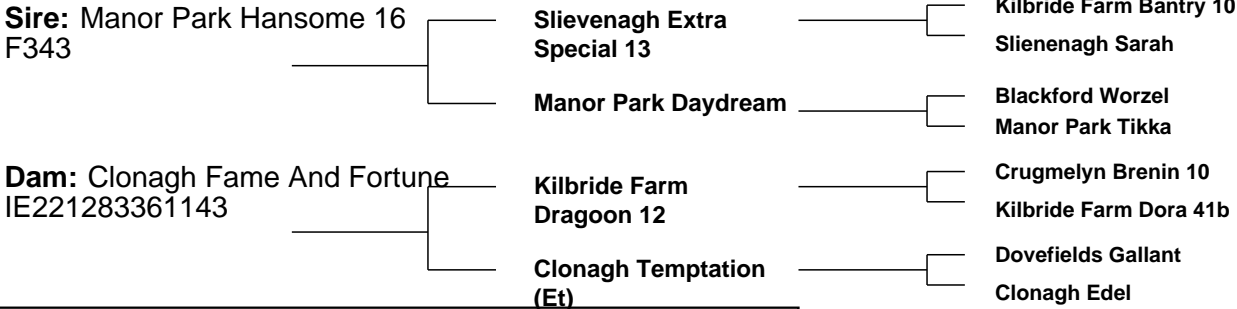 Sire: Manor Park Hansome 16
F343
Slievenagh Extra
Special 13
Kilbride Farm Bantry 10
Slienenagh Sarah
Manor Park Daydream
Blackford Worzel
Manor Park Tikka
Dam: Clonagh Fame And Fortune
IE221283361143
Kilbride Farm
Dragoon 12
Crugmelyn Brenin 10
Kilbride Farm Dora 41b
Clonagh Temptation
(Et)
Dovefields Gallant
Clonagh Edel